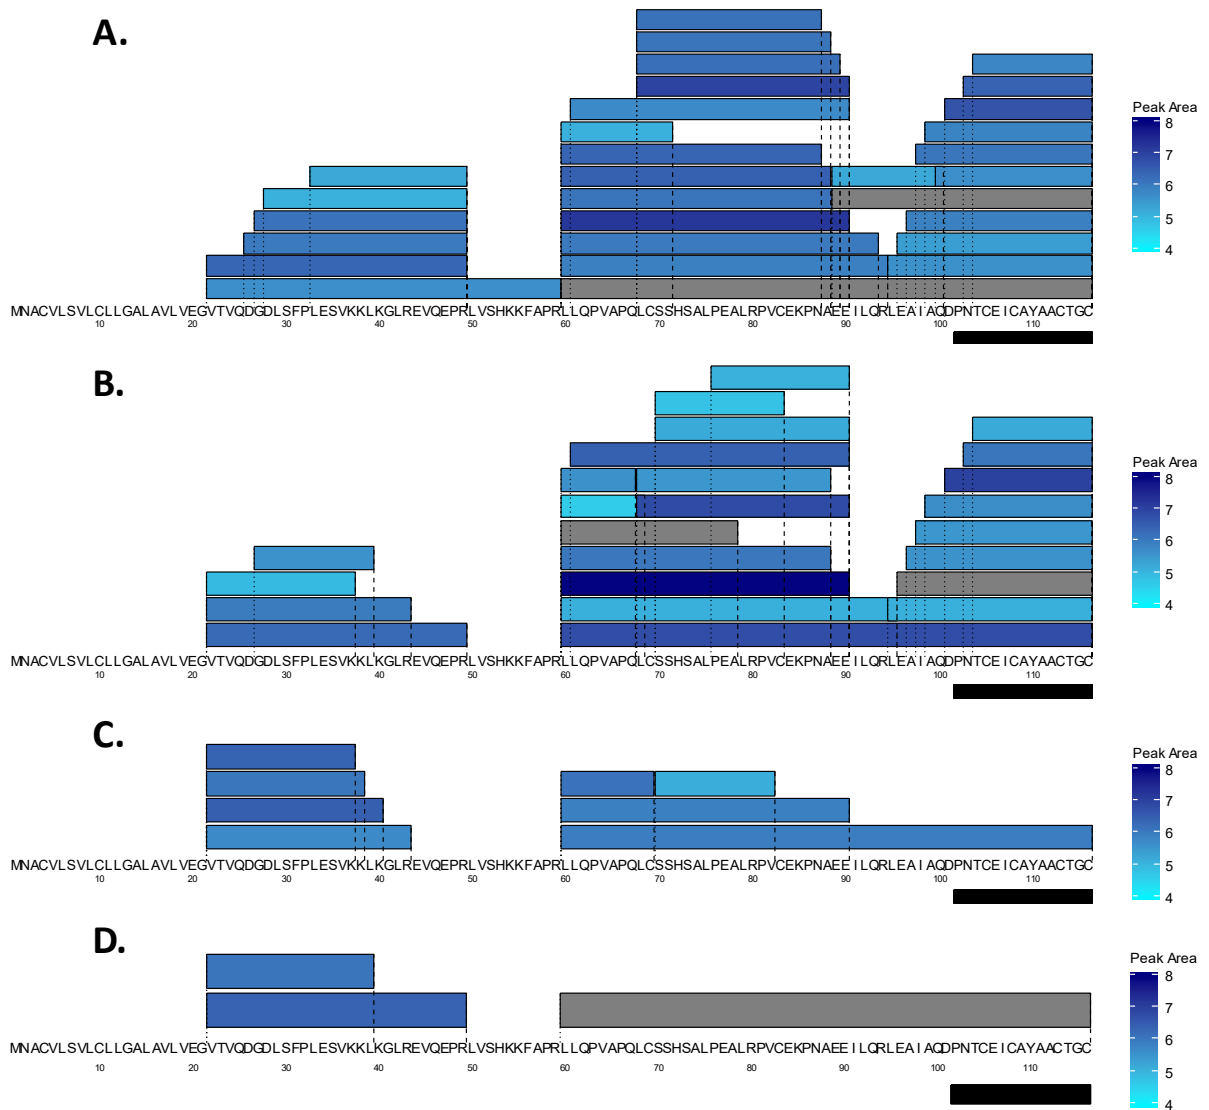 A.
Peak Area
8
7
6
5
4
MNACVLSVLCLLGALAVLVEGVTVQDGDLSFPLESVKKLKGLREVQEPRLVSHKKFAPRLLQPVAPQLCSSHSALPEALRPVCEKPNAEEILQRLEAIAQDPNTCEICAYAACTGC
10 20 30 40 50 60 70 80 90 100 110
B.
Peak Area
8
7
6
5
4
MNACVLSVLCLLGALAVLVEGVTVQDGDLSFPLESVKKLKGLREVQEPRLVSHKKFAPRLLQPVAPQLCSSHSALPEALRPVCEKPNAEEILQRLEAIAQDPNTCEICAYAACTGC
10 20 30 40 50 60 70 80 90 100 110
C.
Peak Area
8
7
6
5
4
MNACVLSVLCLLGALAVLVEGVTVQDGDLSFPLESVKKLKGLREVQEPRLVSHKKFAPRLLQPVAPQLCSSHSALPEALRPVCEKPNAEEILQRLEAIAQDPNTCEICAYAACTGC
10 20 30 40 50 60 70 80 90 100 110
D.
Peak Area
8
7
6
5
4
MNACVLSVLCLLGALAVLVEGVTVQDGDLSFPLESVKKLKGLREVQEPRLVSHKKFAPRLLQPVAPQLCSSHSALPEALRPVCEKPNAEEILQRLEAIAQDPNTCEICAYAACTGC
10 20 30 40 50 60 70 80 90 100 110